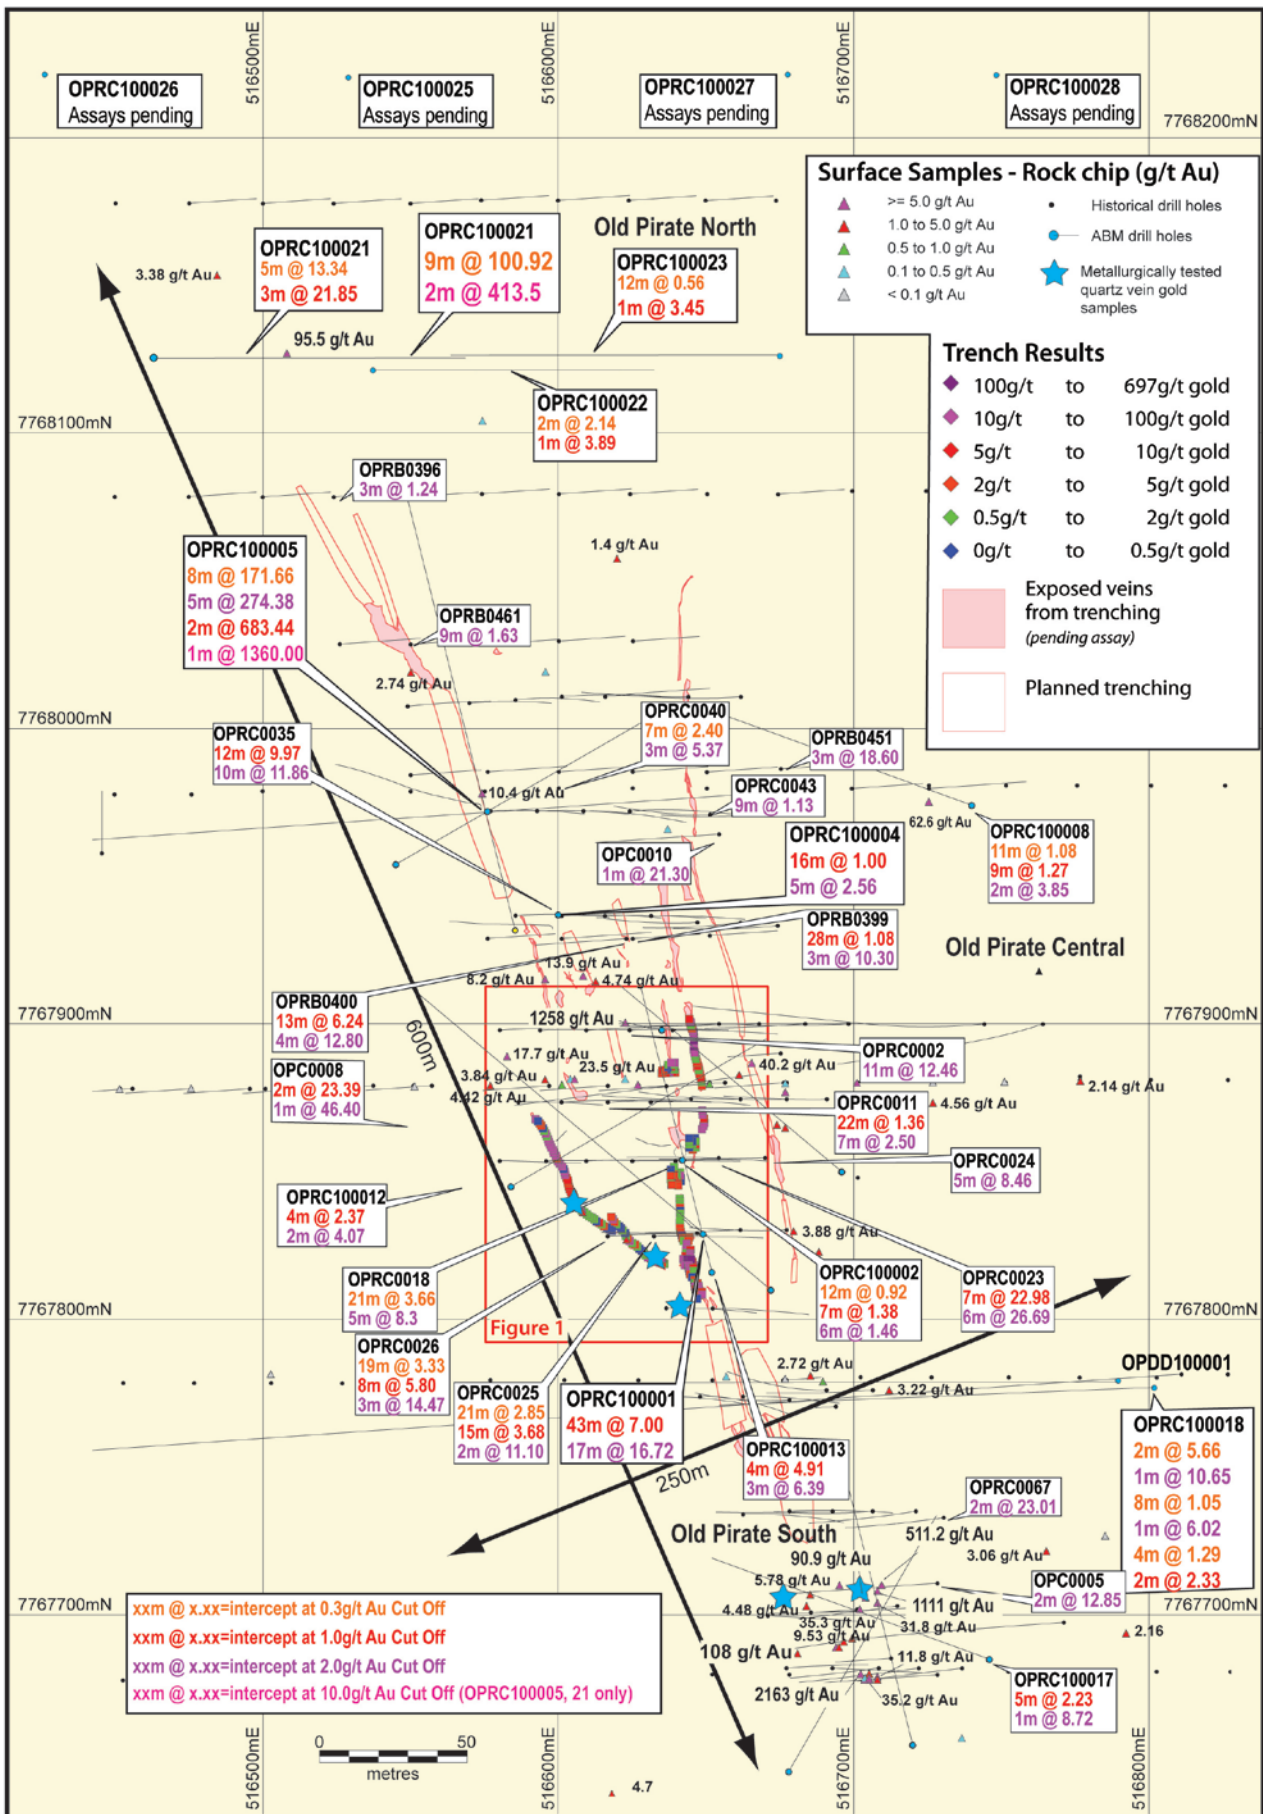 516500mE
516600mE
516700mE
OPRC100026
Assays pending
OPRC100025
Assays pending
OPRC100027
Assays pending
OPRC100028
Assays pending
7768200mN
Surface Samples - Rock chip (g/t Au)
>= 5.0 g/t Au
1.0 to 5.0 g/t Au
0.5 to 1.0 g/t Au
0.1 to 0.5 g/t Au
< 0.1 g/t Au
Historical drill holes
ABM drill holes
Metallurgically tested
quartz vein gold
samples
Trench Results
100g/t to 697g/t gold
10g/t to 100g/t gold
5g/t to 10g/t gold
2g/t to 5g/t gold
0.5g/t to 2g/t gold
0g/t to 0.5g/t gold
Exposed veins
from trenching
(pending assay)
Planned trenching
Old Pirate North
3.38 g/t Au
OPRC100021
5m @ 13.34
3m @ 21.85
OPRC100021
9m @ 100.92
2m @ 413.5
OPRC100023
12m @ 0.56
1m @ 3.45
95.5 g/t Au
OPRC100022
2m @ 2.14
1m @ 3.89
7768100mN
OPRB0396
3m @ 1.24
OPRC100005
8m @ 171.66
5m @ 274.38
2m @ 683.44
1m @ 1360.00
1.4 g/t Au
OPRB0461
9m @ 1.63
2.74 g/t Au
7768000mN
OPRC0035
12m @ 9.97
10m @ 11.86
OPRC0040
7m @ 2.40
3m @ 5.37
OPRB0451
3m @ 18.60
10.4 g/t Au
OPRC0043
9m @ 1.13
62.6 g/t Au
OPRC100008
11m @ 1.08
9m @ 1.27
2m @ 3.85
OPC0010
1m @ 21.30
OPRC100004
16m @ 1.00
5m @ 2.56
OPRB0399
28m @ 1.08
3m @ 10.30
Old Pirate Central
13.9 g/t Au
8.2 g/t Au
4.74 g/t Au
OPRB0400
13m @ 6.24
4m @ 12.80
600m
1258 g/t Au
7767900mN
7767900mN
OPRC0002
11m @ 12.46
17.7 g/t Au
3.84 g/t Au
23.5 g/t Au
40.2 g/t Au
4.42 g/t Au
2.14 g/t Au
4.56 g/t Au
OPC0008
2m @ 23.39
1m @ 46.40
OPRC0011
22m @ 1.36
7m @ 2.50
OPRC0024
5m @ 8.46
OPRC100012
4m @ 2.37
2m @ 4.07
3.88 g/t Au
OPRC0018
21m @ 3.66
5m @ 8.3
OPRC100002
12m @ 0.92
7m @ 1.38
6m @ 1.46
OPRC0023
7m @ 22.98
6m @ 26.69
7767800mN
7767800mN
Figure 1
OPRC0026
19m @ 3.33
8m @ 5.80
3m @ 14.47
OPRC0025
21m @ 2.85
15m @ 3.68
2m @ 11.10
OPRC100001
43m @ 7.00
17m @ 16.72
2.72 g/t Au
3.22 g/t Au
OPDD100001
OPRC100018
2m @ 5.66
1m @ 10.65
8m @ 1.05
1m @ 6.02
4m @ 1.29
2m @ 2.33
OPRC100013
4m @ 4.91
3m @ 6.39
250m
OPRC0067
2m @ 23.01
Old Pirate South
511.2 g/t Au
90.9 g/t Au
3.06 g/t Au
5.78 g/t Au
OPC0005
2m @ 12.85
4.48 g/t Au
1111 g/t Au
7767700mN
7767700mN
35.3 g/t Au
31.8 g/t Au
9.53 g/t Au
2.16
108 g/t Au
11.8 g/t Au
2163 g/t Au
35.2 g/t Au
OPRC100017
5m @ 2.23
1m @ 8.72
xxm @ x.xx=intercept at 0.3g/t Au Cut Off
xxm @ x.xx=intercept at 1.0g/t Au Cut Off
xxm @ x.xx=intercept at 2.0g/t Au Cut Off
xxm @ x.xx=intercept at 10.0g/t Au Cut Off (OPRC100005, 21 only)
0 50
metres
4.7
516500mE
516600mE
516700mE
516800mE